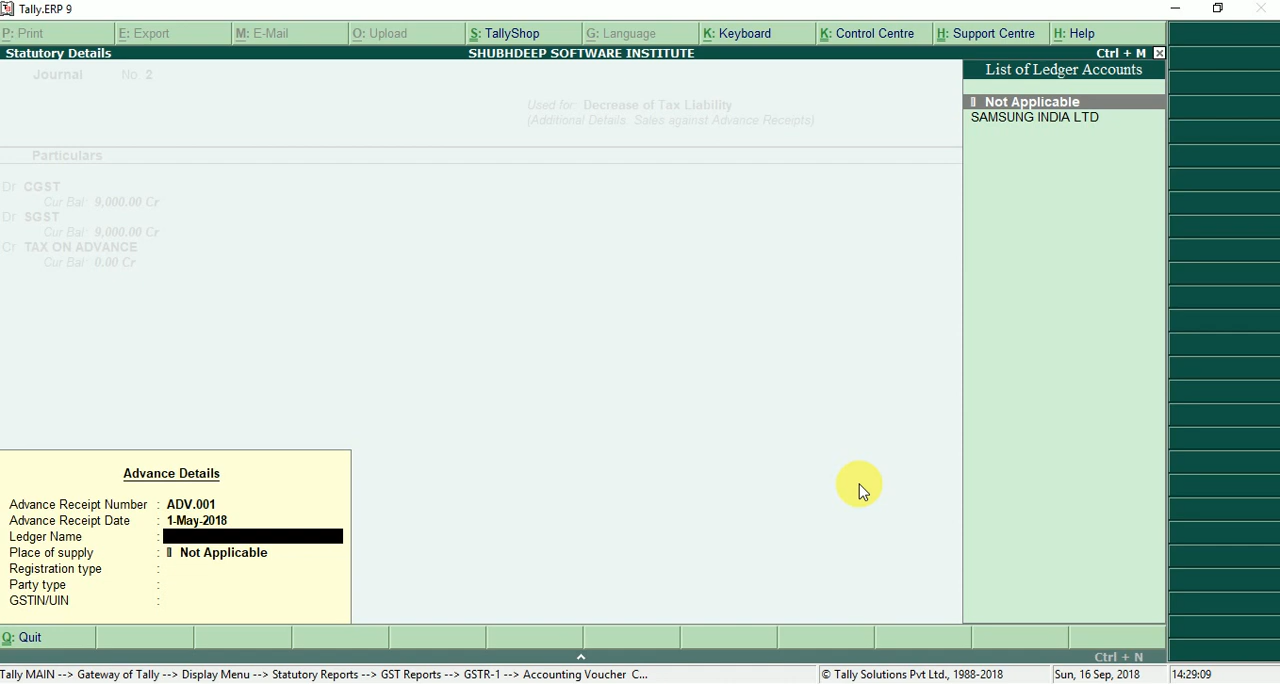 Tally.ERP 9
P: Print E: Export M: E-Mail O: Upload S: TallyShop G: Language K: Keyboard K: Control Centre H: Support Centre H: Help
Statutory Details SHUBHDEEP SOFTWARE INSTITUTE Ctrl + M
Journal No 2
List of Ledger Accounts
Not Applicable
SAMSUNG INDIA LTD
Used for: Decrease of Tax Liability
(Additional Details: Sales against Advance Receipts)
Particulars
Dr CGST
Cur Bal: 9,000.00 Cr
Dr SGST
Cur Bal: 9,000.00 Cr
Cr TAX ON ADVANCE
Cur Bal: 0.00 Cr
Advance Details
Advance Receipt Number : ADV.001
Advance Receipt Date : 1-May-2018
Ledger Name :
Place of supply : Not Applicable
Registration type :
Party type :
GSTIN/UIN :
Q: Quit
Ctrl + N
Tally MAIN --> Gateway of Tally --> Display Menu --> Statutory Reports --> GST Reports --> GSTR-1 --> Accounting Voucher C... © Tally Solutions Pvt Ltd., 1988-2018 Sun, 16 Sep, 2018 14:29:09